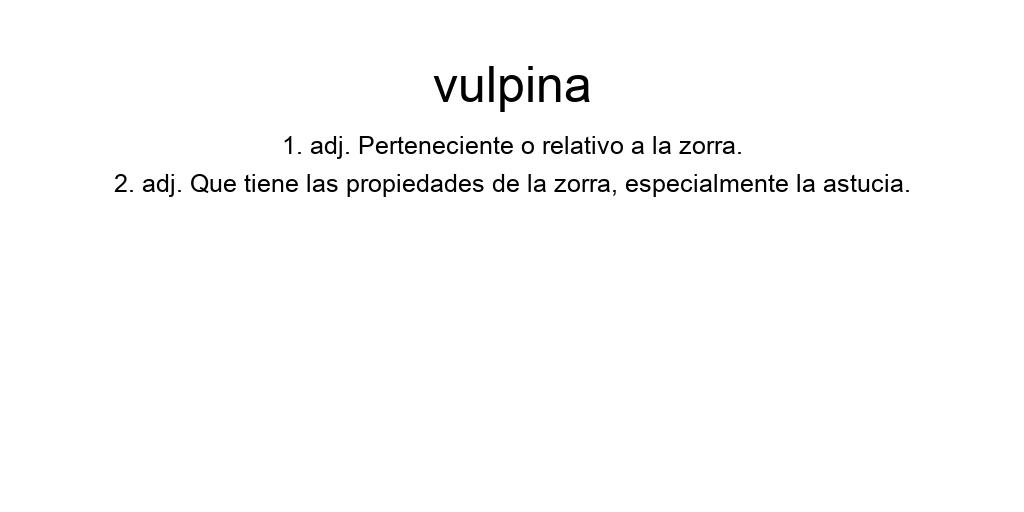 vulpina
1. adj. Perteneciente o relativo a la zorra.
2. adj. Que tiene las propiedades de la zorra, especialmente la astucia.